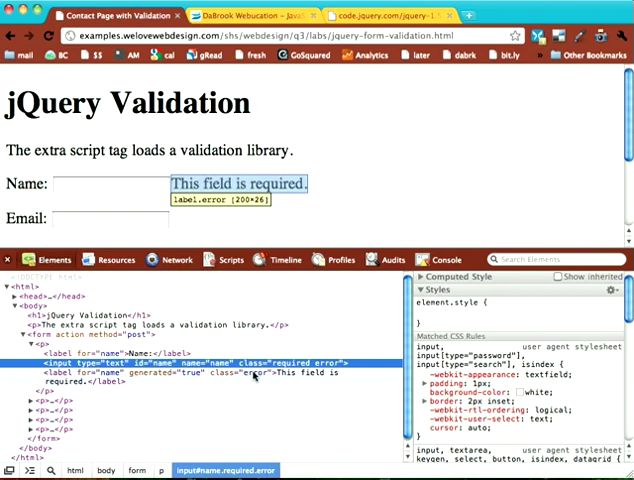 Contact Page with Validation
DaBrook Webucation – JavaS
code.jquery.com/jquery-1.5
examples.welovewebdesign.com/shs/webdesign/q3/labs/jquery-form-validation.html
mail
BC
$$
AM
cal
gRead
fresh
GoSquared
Analytics
later
dabrk
bit.ly
»
Other Bookmarks
jQuery Validation
The extra script tag loads a validation library.
Name:
This field is required.
label.error [200×26]
Email:
Elements
Resources
Network
Scripts
Timeline
Profiles
Audits
Console
Search Elements
<!DOCTYPE html>
<html>
<head>…</head>
<body>
<h1>jQuery Validation</h1>
<p>The extra script tag loads a validation library.</p>
<form action method="post">
<p>
<label for="name">Name:</label>
<input type="text" id="name" name="name" class="required error">
<label for="name" generated="true" class="error">This field is
required.</label>
</p>
<p>…</p>
<p>…</p>
<p>…</p>
<p>…</p>
</form>
</body>
</html>
Computed Style
Show inherited
Styles
element.style {
}
Matched CSS Rules
input,
user agent stylesheet
input[type="password"],
input[type="search"], isindex {
-webkit-appearance: textfield;
padding: 1px;
background-color: white;
border: 2px inset;
-webkit-rtl-ordering: logical;
-webkit-user-select: text;
cursor: auto;
}
input, textarea,
user agent stylesheet
keygen, select, button, isindex, datagrid {
html
body
form
p
input#name.required.error